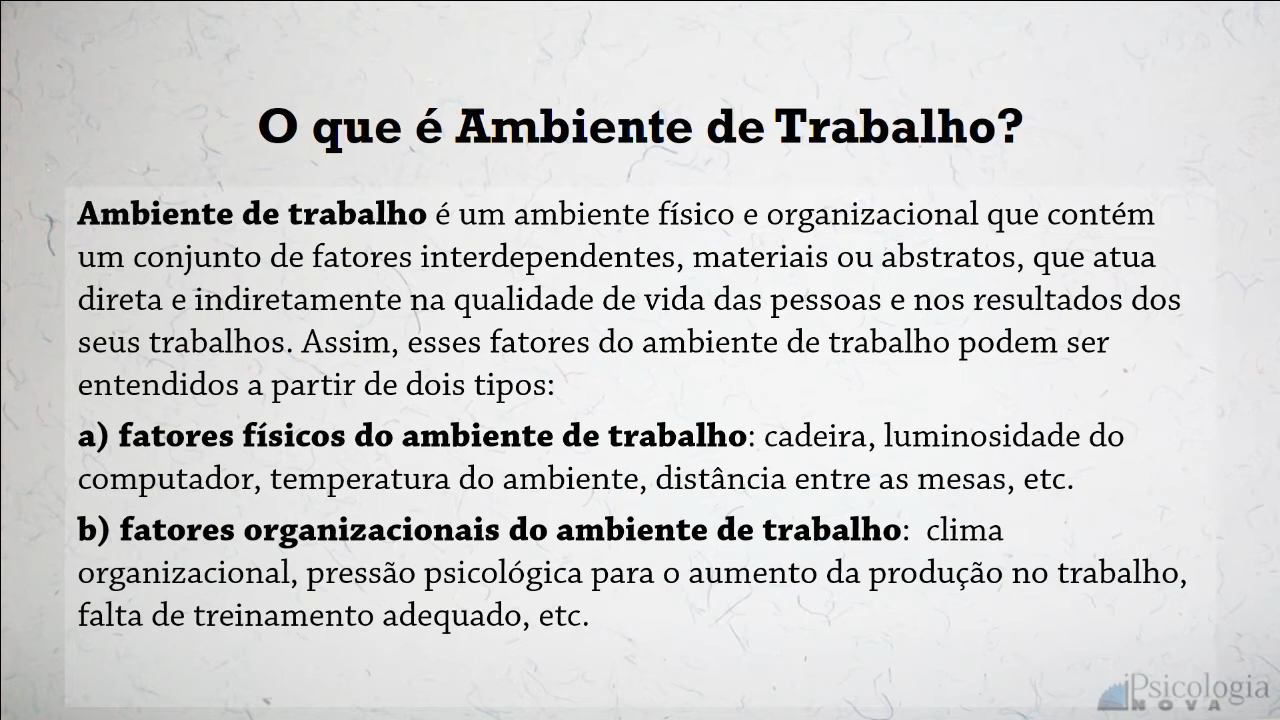 O que é Ambiente de Trabalho?
Ambiente de trabalho é um ambiente físico e organizacional que contém
um conjunto de fatores interdependentes, materiais ou abstratos, que atua
direta e indiretamente na qualidade de vida das pessoas e nos resultados dos
seus trabalhos. Assim, esses fatores do ambiente de trabalho podem ser
entendidos a partir de dois tipos:
a) fatores físicos do ambiente de trabalho: cadeira, luminosidade do
computador, temperatura do ambiente, distância entre as mesas, etc.
b) fatores organizacionais do ambiente de trabalho:  clima
organizacional, pressão psicológica para o aumento da produção no trabalho,
falta de treinamento adequado, etc.
Psicologia
NOVA